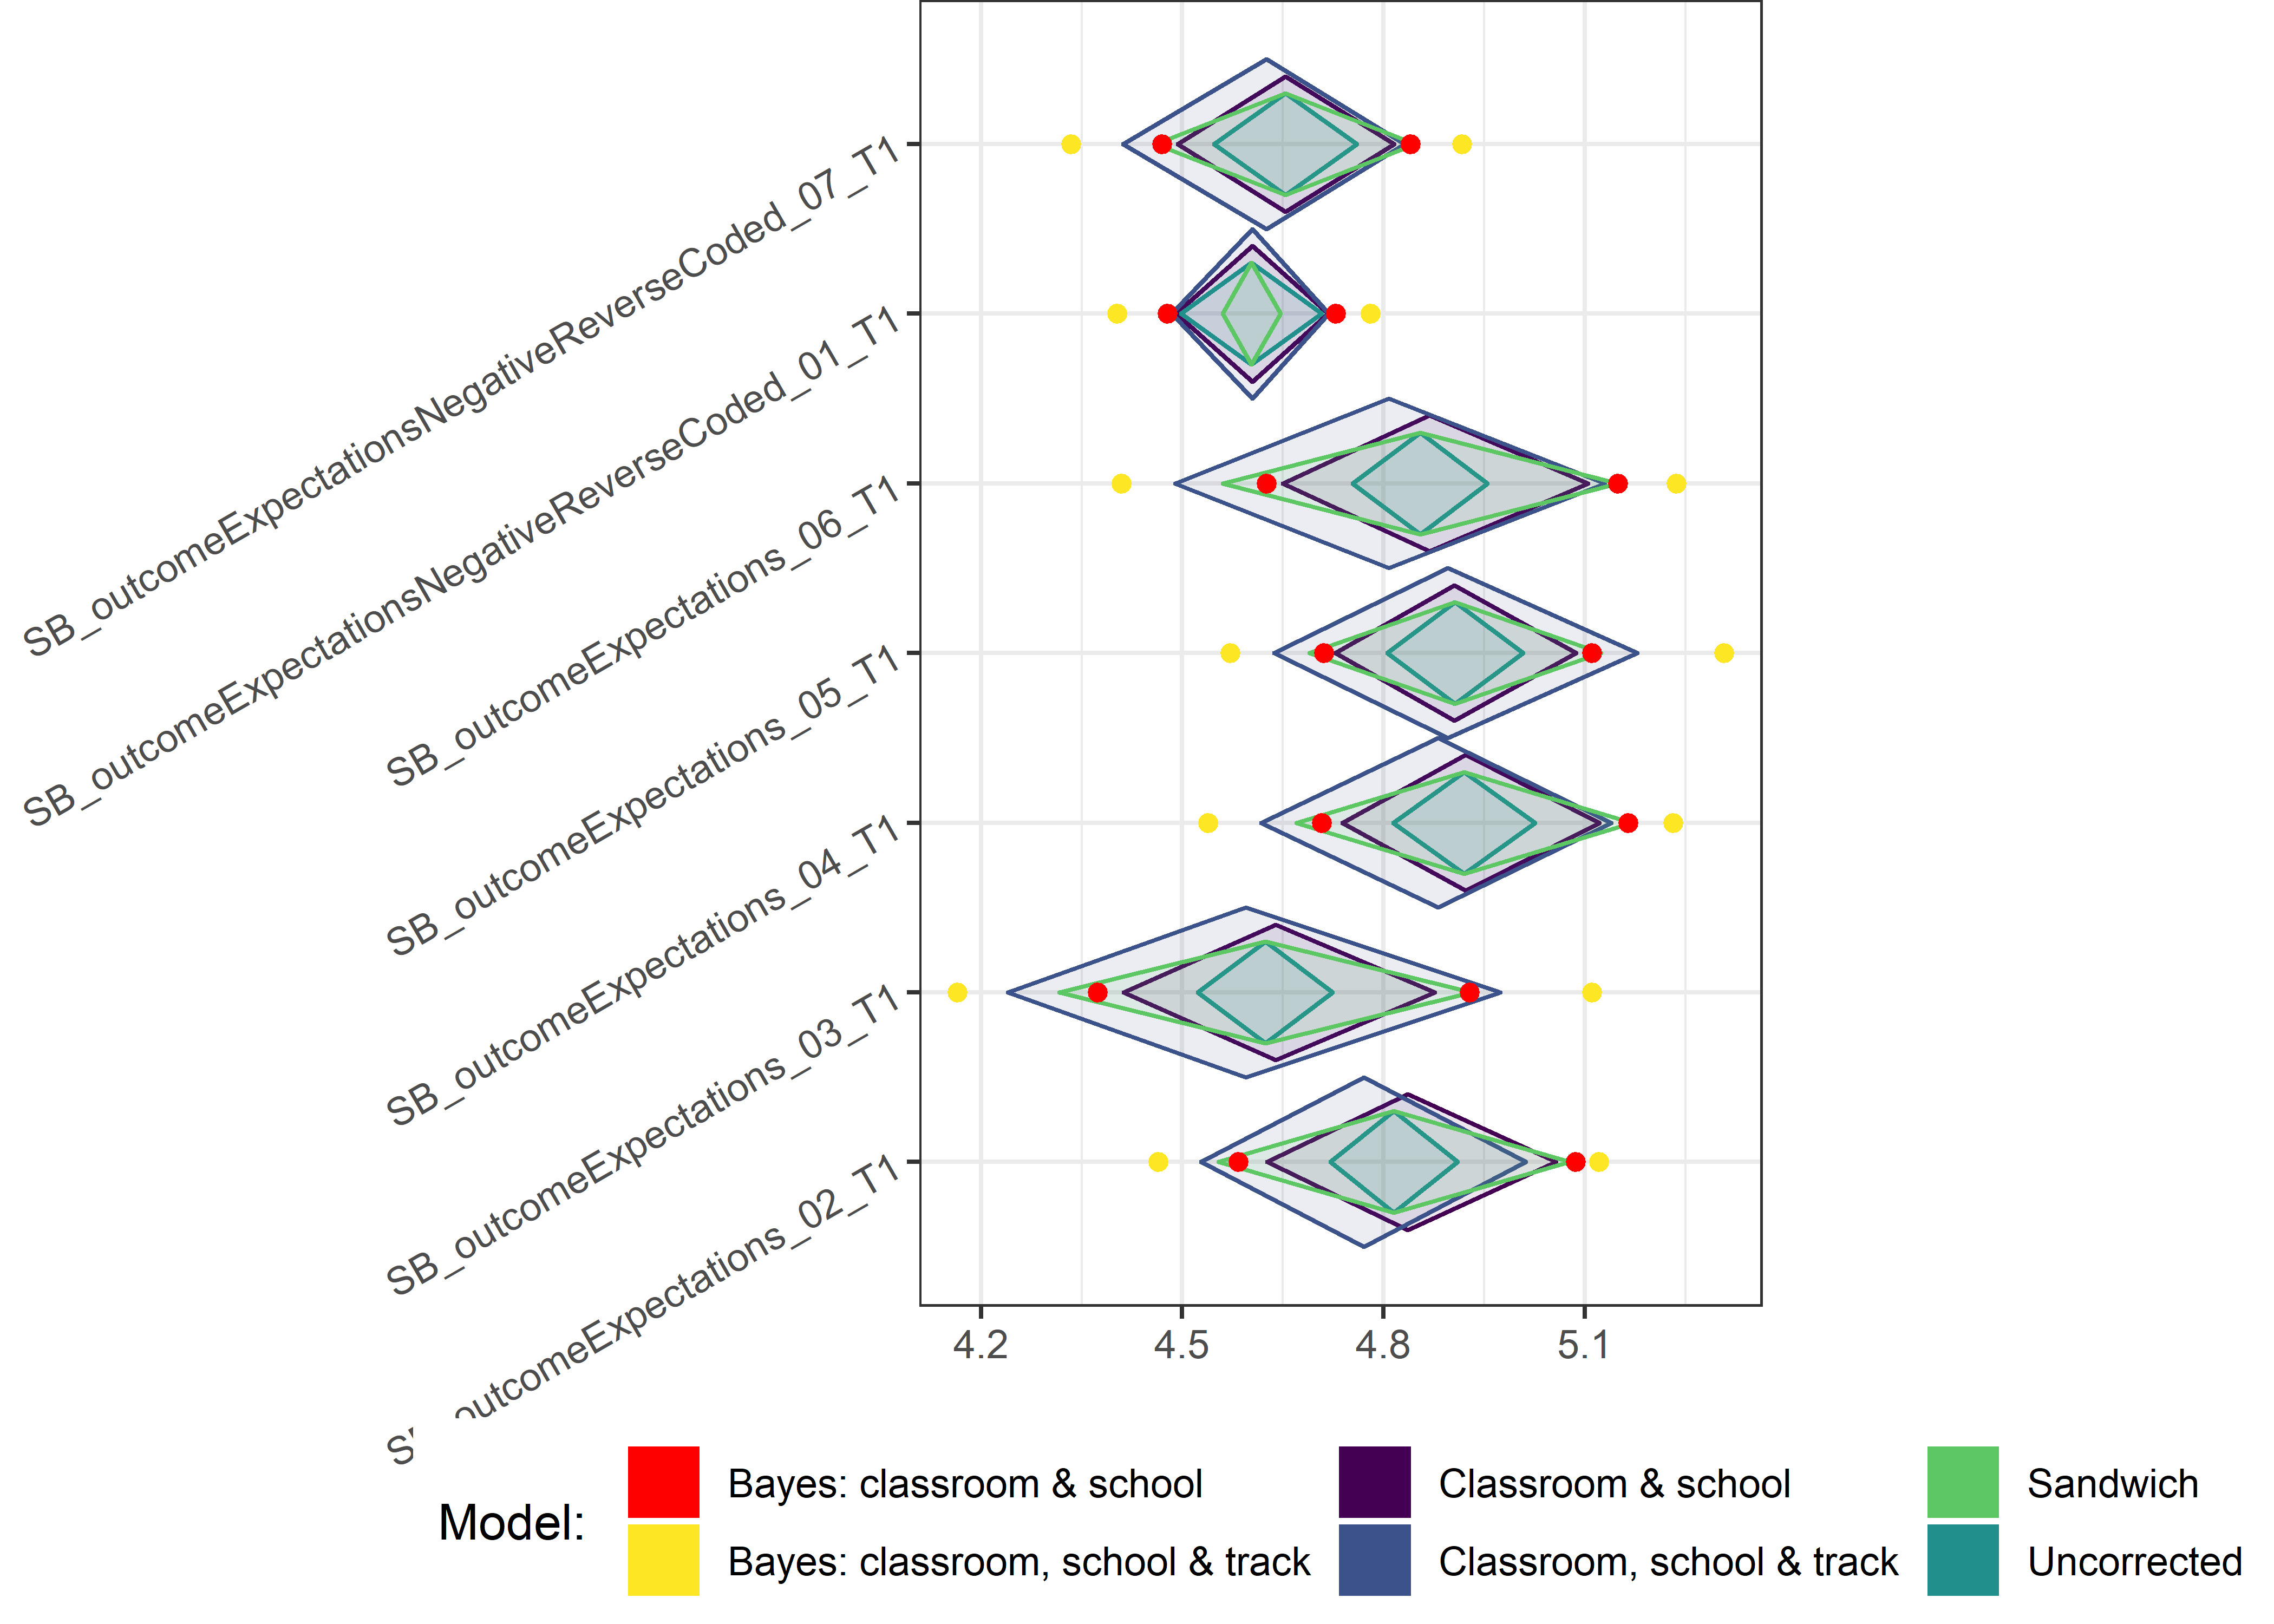 SB_outcomeExpectationsNegativeReverseCoded_07_T1
SB_outcomeExpectationsNegativeReverseCoded_01_T1
SB_outcomeExpectations_06_T1
SB_outcomeExpectations_05_T1
SB_outcomeExpectations_04_T1
SB_outcomeExpectations_03_T1
outcomeExpectations_02_T1
4.2 4.5 4.8 5.1
Model:
Bayes: classroom & school
Classroom & school
Sandwich
Bayes: classroom, school & track
Classroom, school & track
Uncorrected